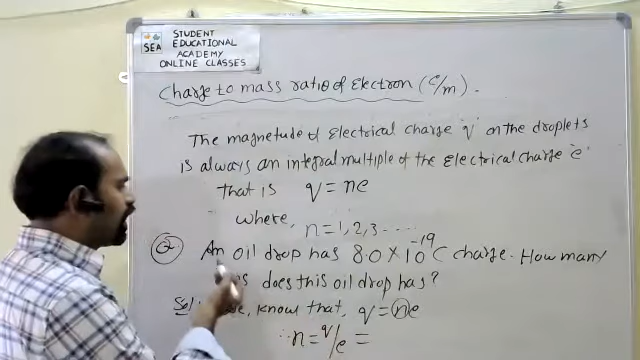 SEA
STUDENT
EDUCATIONAL
ACADEMY
ONLINE CLASSES
Charge to mass ratio of Electron (e/m).
The magnitude of Electrical charge 'q' on the droplets
is always an integral multiple of the Electrical charge 'e'
That is q = ne
where, n = 1, 2, 3 ....
Q An oil drop has 8.0 × 10⁻¹⁹ C charge. How many
does this oil drop has?
Sol: know that, q = ne
∴ n = q/e =